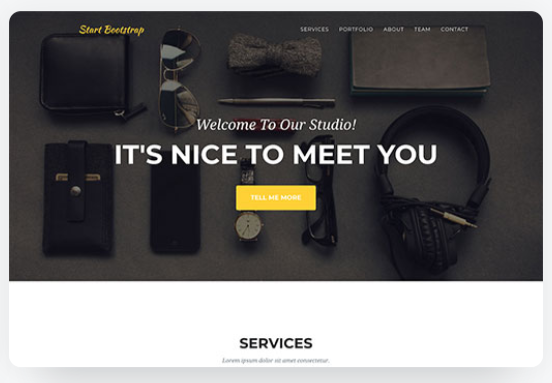 Start Bootstrap
SERVICES PORTFOLIO ABOUT TEAM CONTACT
Welcome To Our Studio!
IT'S NICE TO MEET YOU
TELL ME MORE
SERVICES
Lorem ipsum dolor sit amet consectetur.